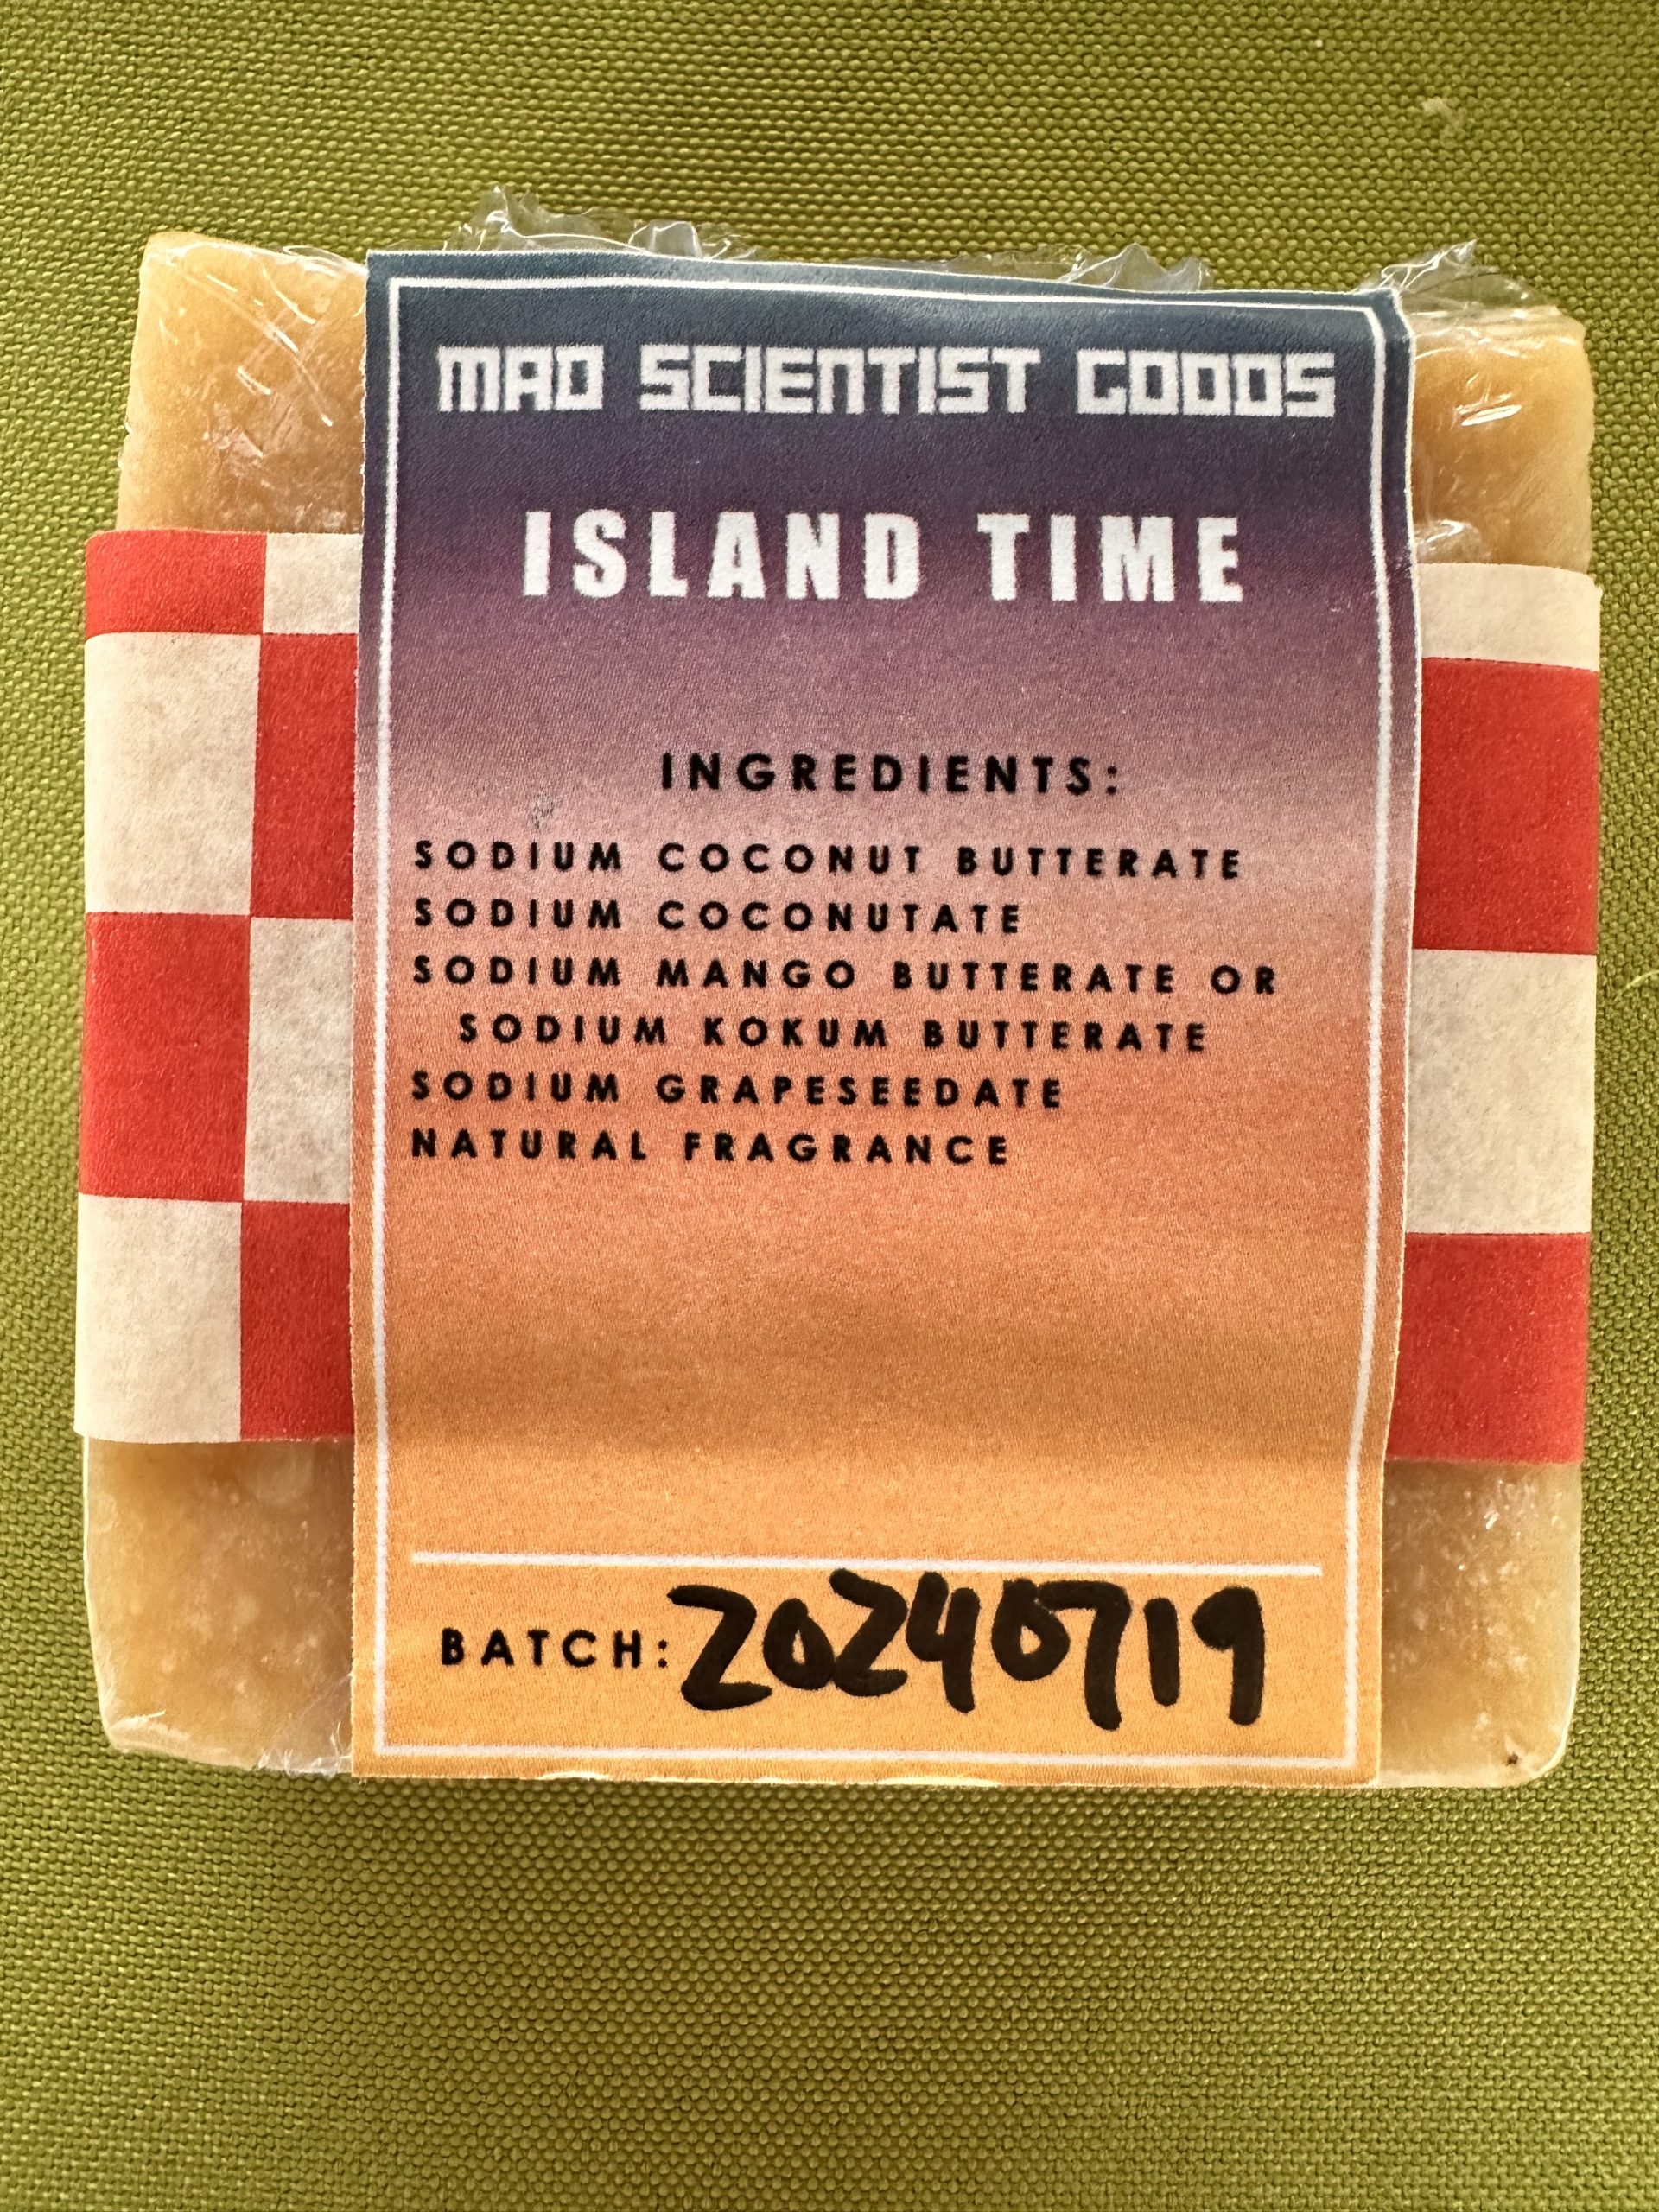 MAD SCIENTIST GOODS
ISLAND TIME
INGREDIENTS:
SODIUM COCONUT BUTTERATE
SODIUM COCONUTATE
SODIUM MANGO BUTTERATE OR
SODIUM KOKUM BUTTERATE
SODIUM GRAPESEEDATE
NATURAL FRAGRANCE
BATCH: 20240719